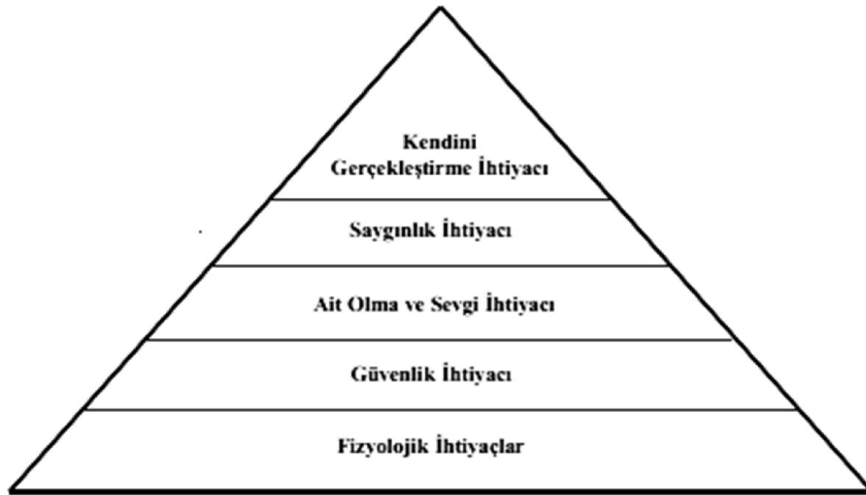 Kendini
Gerçekleştirme İhtiyacı
Saygınlık İhtiyacı
Ait Olma ve Sevgi İhtiyacı
Güvenlik İhtiyacı
Fizyolojik İhtiyaçlar